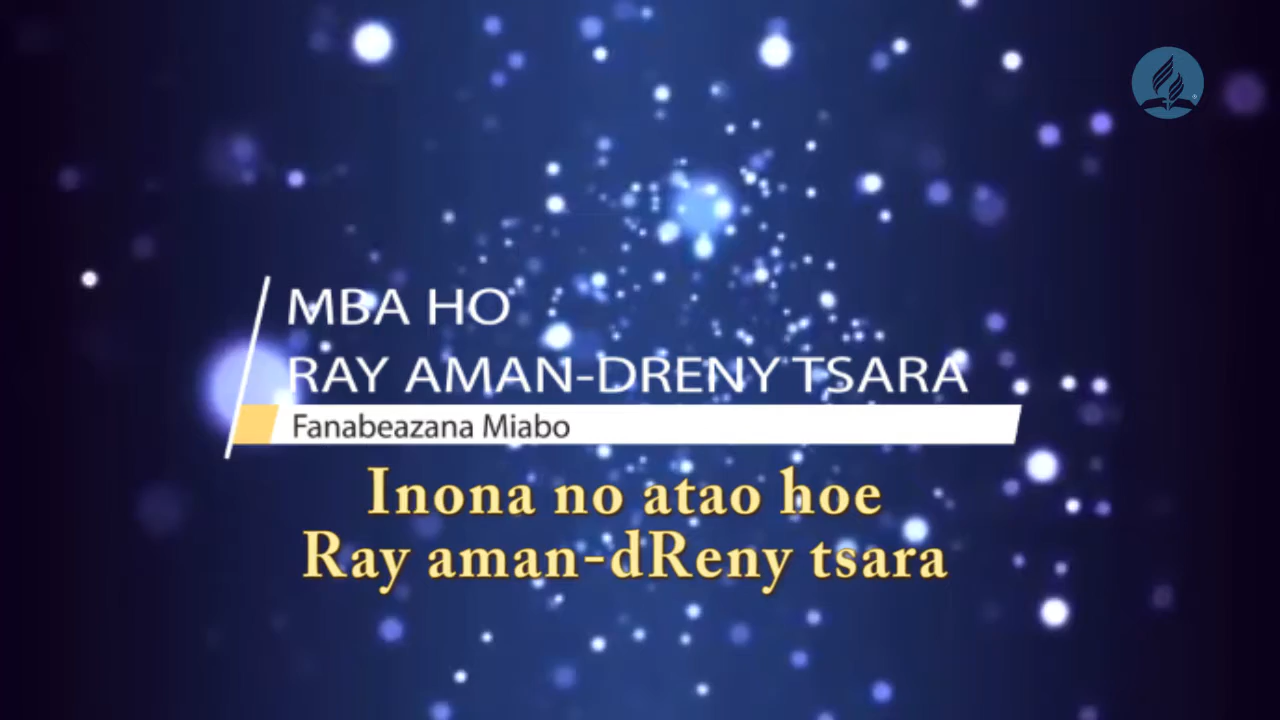 MBA HO
RAY AMAN-DRENY TSARA
Fanabeazana Miabo
Inona no atao hoe
Ray aman-dReny tsara